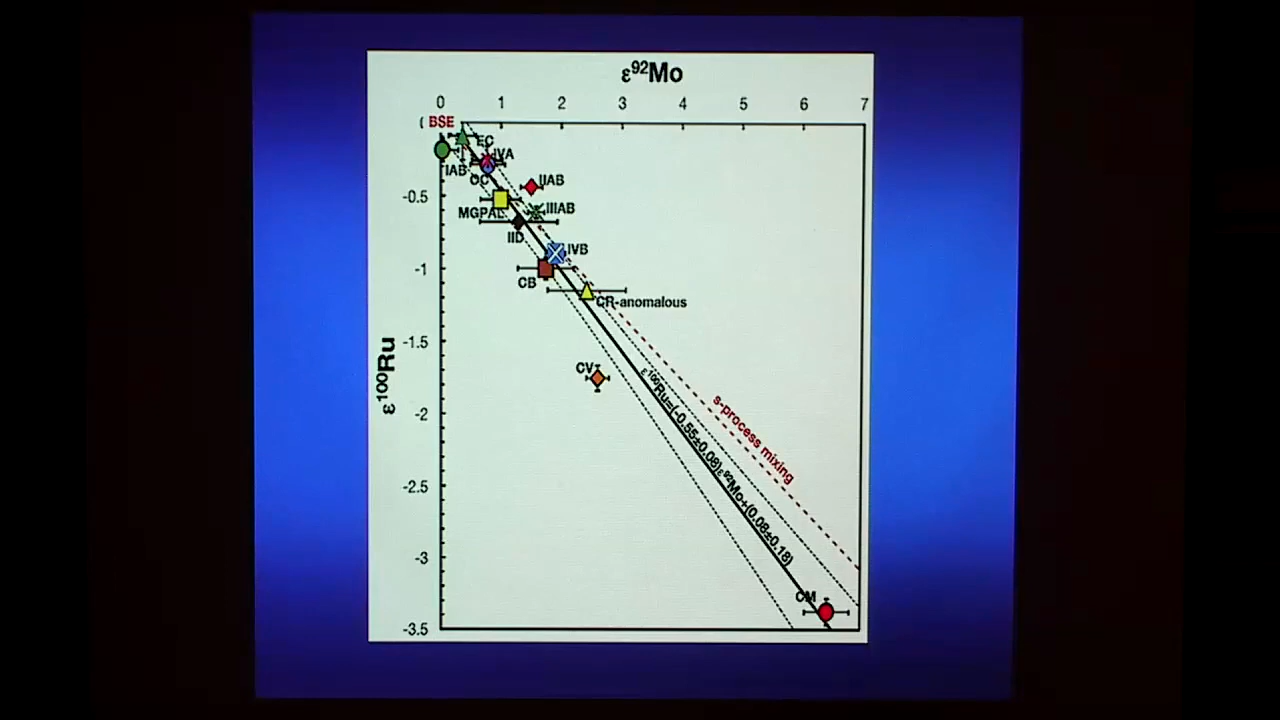 ε92Mo
0 1 2 3 4 5 6 7
BSE
EC
IVA
IAB
OC
IIAB
-0.5
MGPAL
IIIAB
IID
IVB
-1
CB
CR-anomalous
-1.5
ε100Ru
CV
ε100Ru=(-0.55±0.08)ε92Mo+(0.08±0.18)
s-process mixing
-2
-2.5
-3
CM
-3.5